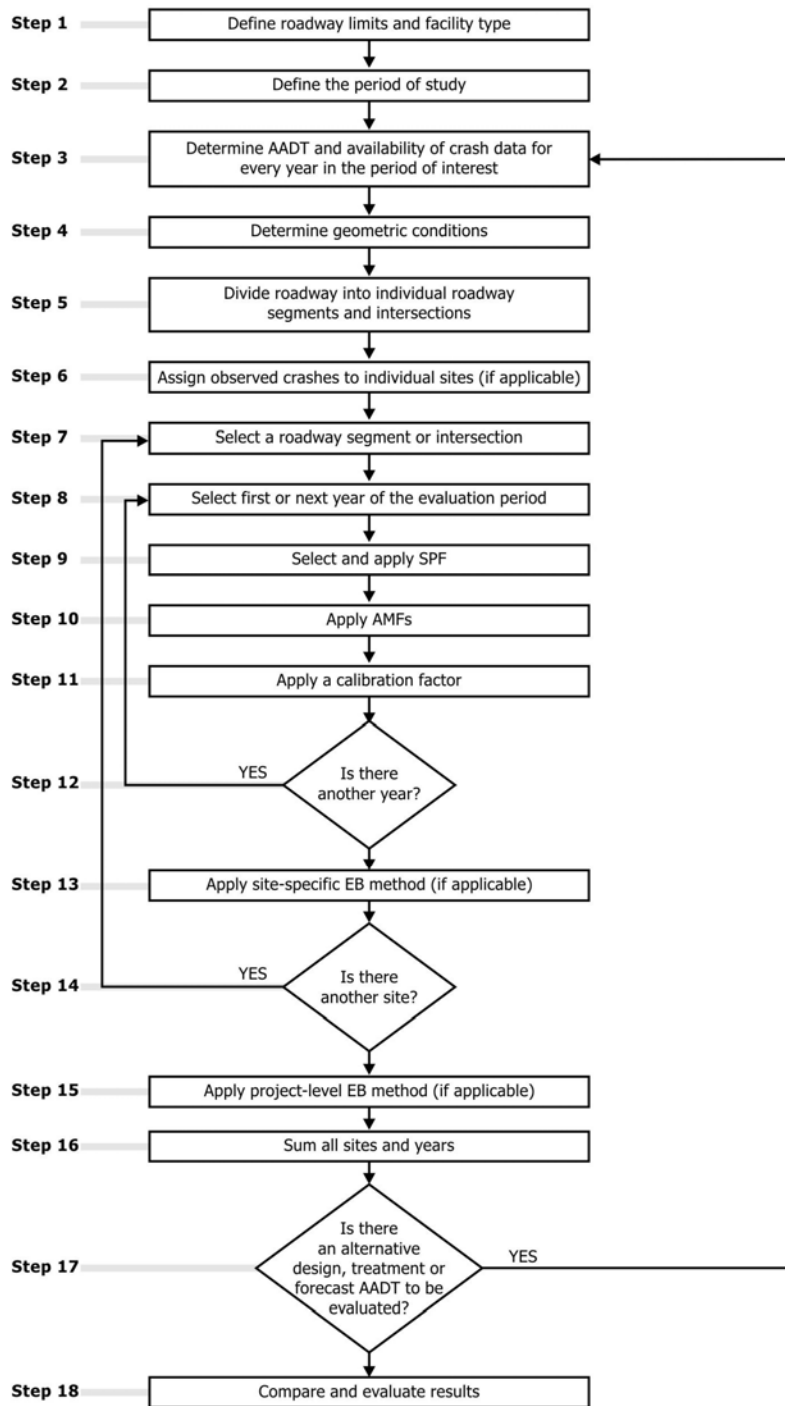 Step 1
Define roadway limits and facility type
Step 2
Define the period of study
Step 3
Determine AADT and availability of crash data for
every year in the period of interest
Step 4
Determine geometric conditions
Step 5
Divide roadway into individual roadway
segments and intersections
Step 6
Assign observed crashes to individual sites (if applicable)
Step 7
Select a roadway segment or intersection
Step 8
Select first or next year of the evaluation period
Step 9
Select and apply SPF
Step 10
Apply AMFs
Step 11
Apply a calibration factor
Step 12
YES
Is there
another year?
Step 13
Apply site-specific EB method (if applicable)
Step 14
YES
Is there
another site?
Step 15
Apply project-level EB method (if applicable)
Step 16
Sum all sites and years
Step 17
Is there
an alternative
design, treatment or
forecast AADT to be
evaluated?
YES
Step 18
Compare and evaluate results